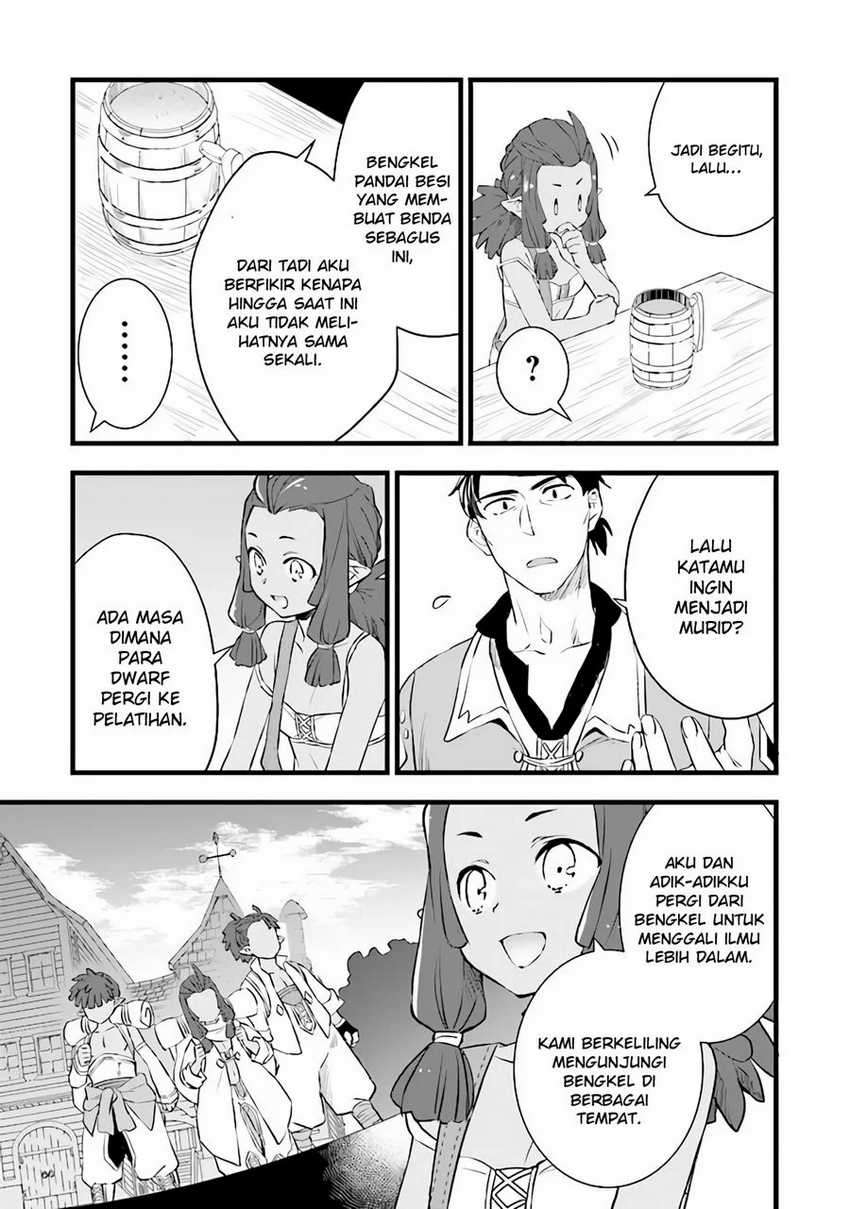 JADI BEGITU,
LALU...
?
BENGKEL
PANDAI BESI
YANG MEM-
BUAT BENDA
SEBAGUS
INI,
DARI TADI AKU
BERFIKIR KENAPA
HINGGA SAAT INI
AKU TIDAK MELI-
HATNYA SAMA
SEKALI.
......
LALU
KATAMU
INGIN
MENJADI
MURID?
ADA MASA
DIMANA
PARA
DWARF
PERGI KE
PELATIHAN.
AKU DAN
ADIK-ADIKKU
PERGI DARI
BENGKEL UNTUK
MENGGALI ILMU
LEBIH DALAM.
KAMI BERKELILING
MENGUNJUNGI
BENGKEL DI
BERBAGAI
TEMPAT.